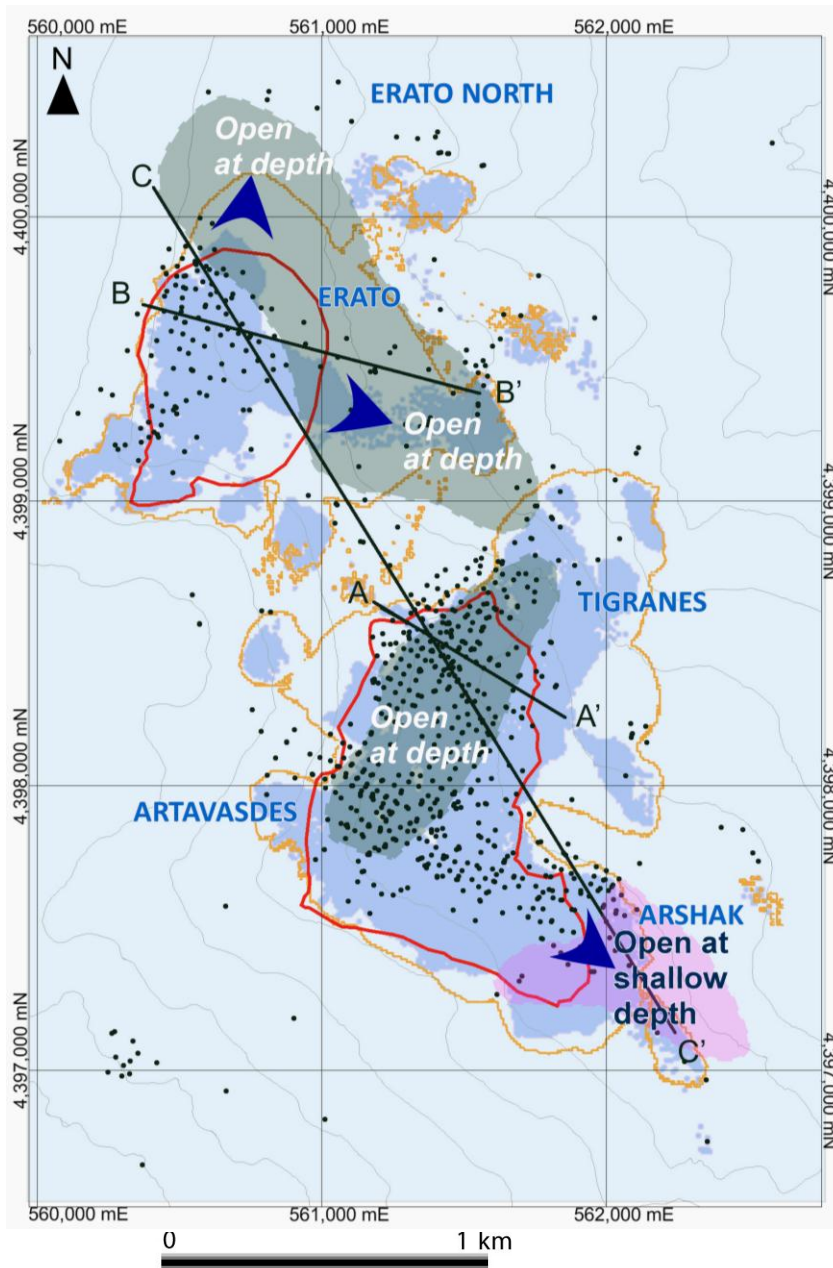 560,000 mE
561,000 mE
562,000 mE
N
ERATO NORTH
Open
at depth
C
4,400,000 mN
4,400,000 mN
B
ERATO
B'
Open
at depth
4,399,000 mN
4,399,000 mN
A
TIGRANES
A'
Open
at depth
4,398,000 mN
4,398,000 mN
ARTAVASDES
ARSHAK
Open at
shallow
depth
C'
4,397,000 mN
4,397,000 mN
560,000 mE
561,000 mE
562,000 mE
0
1 km